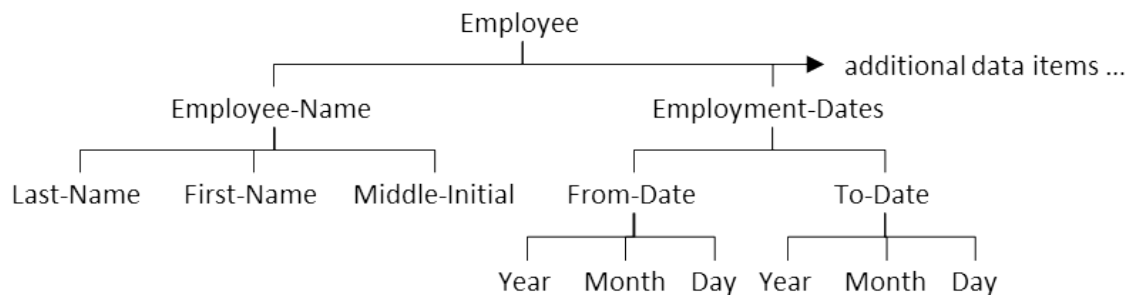 Employee
additional data items ...
Employee-Name Employment-Dates
Last-Name First-Name Middle-Initial From-Date To-Date
Year Month Day Year Month Day